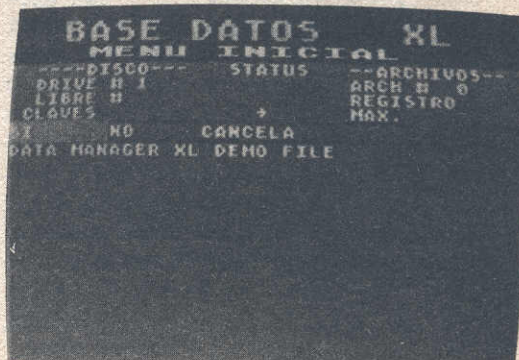 BASE DATOS XL
MENU INICIAL
----DISCO--- STATUS --ARCHIVOS--
DRIVE # 1 ARCH # 0
LIBRE # REGISTRO
CLAVES → MAX.
SI NO CANCELA
DATA MANAGER XL DEMO FILE